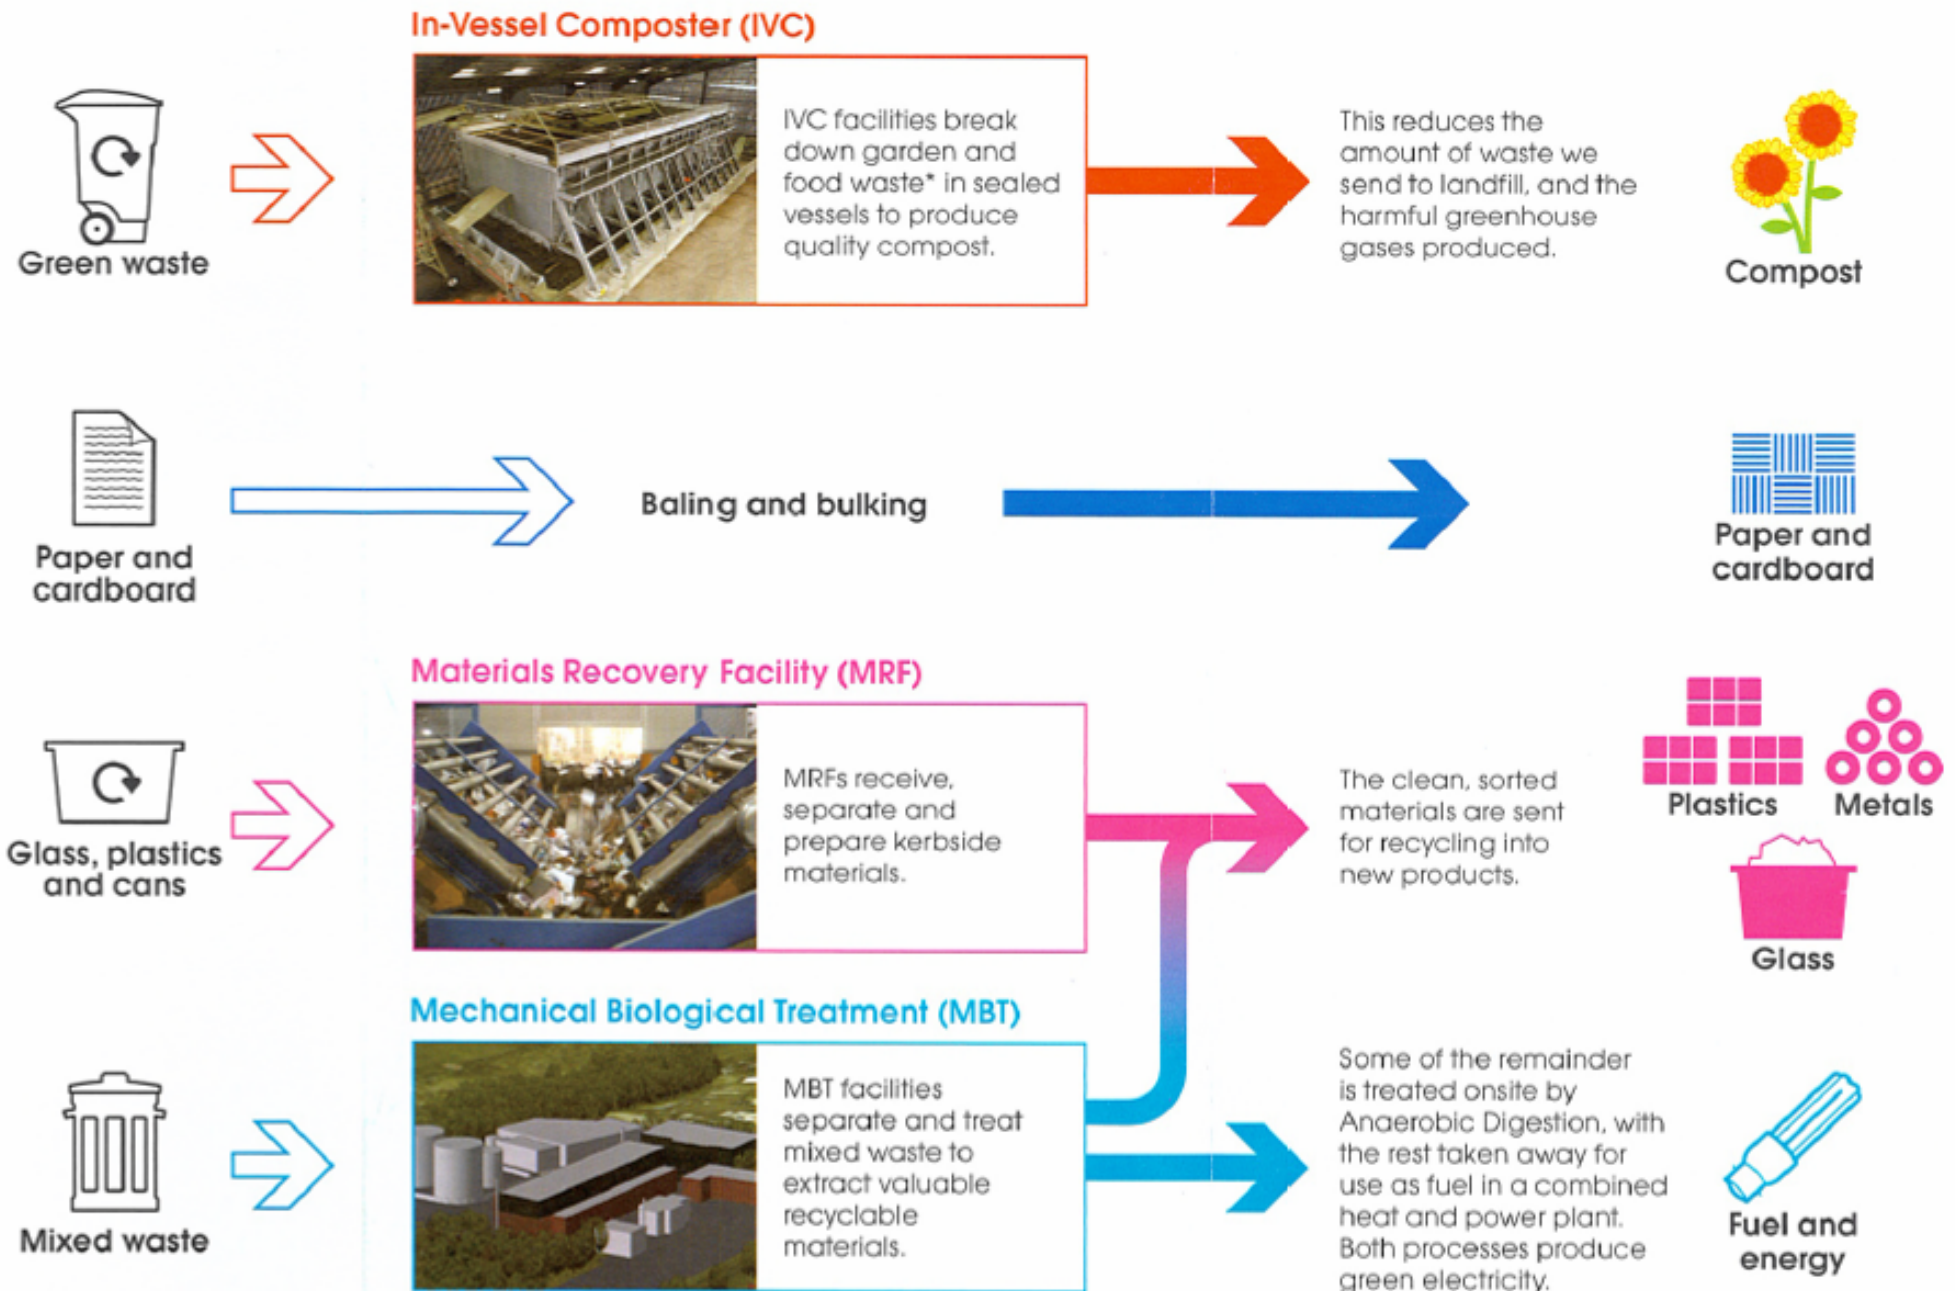 In-Vessel Composter (IVC)
Green waste
IVC facilities break
down garden and
food waste* in sealed
vessels to produce
quality compost.
This reduces the
amount of waste we
send to landfill, and the
harmful greenhouse
gases produced.
Compost
Paper and
cardboard
Baling and bulking
Paper and
cardboard
Materials Recovery Facility (MRF)
Glass, plastics
and cans
MRFs receive,
separate and
prepare kerbside
materials.
The clean, sorted
materials are sent
for recycling into
new products.
Plastics
Metals
Glass
Mechanical Biological Treatment (MBT)
Mixed waste
MBT facilities
separate and treat
mixed waste to
extract valuable
recyclable
materials.
Some of the remainder
is treated onsite by
Anaerobic Digestion, with
the rest taken away for
use as fuel in a combined
heat and power plant.
Both processes produce
green electricity.
Fuel and
energy